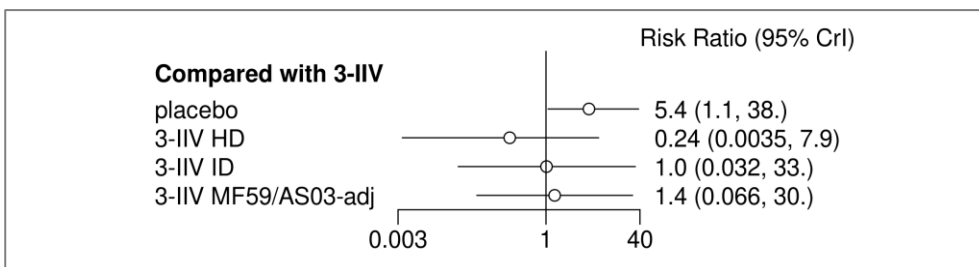 Risk Ratio (95% CrI)
Compared with 3-IIV
placebo 5.4 (1.1, 38.)
3-IIV HD 0.24 (0.0035, 7.9)
3-IIV ID 1.0 (0.032, 33.)
3-IIV MF59/AS03-adj 1.4 (0.066, 30.)
0.003 1 40